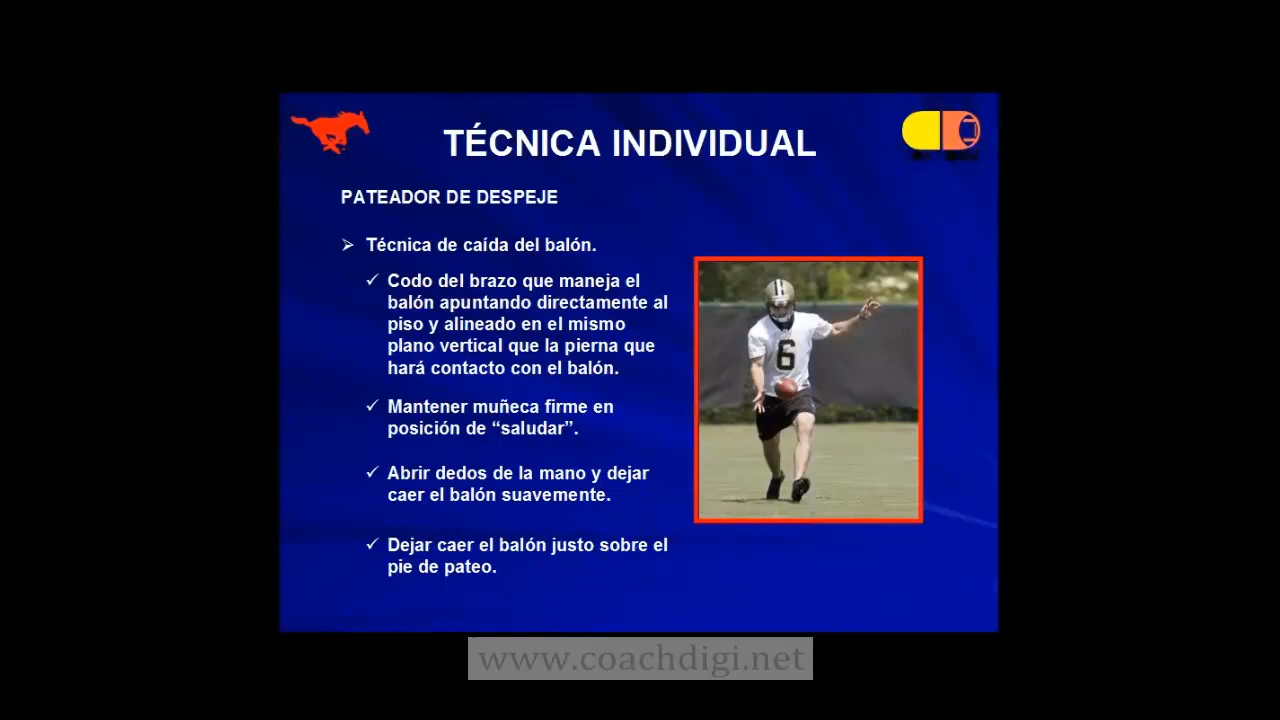 TÉCNICA INDIVIDUAL
PATEADOR DE DESPEJE
Técnica de caída del balón.
Codo del brazo que maneja el
balón apuntando directamente al
piso y alineado en el mismo
plano vertical que la pierna que
hará contacto con el balón.
Mantener muñeca firme en
posición de “saludar”.
Abrir dedos de la mano y dejar
caer el balón suavemente.
Dejar caer el balón justo sobre el
pie de pateo.
6
www.coachdigi.net